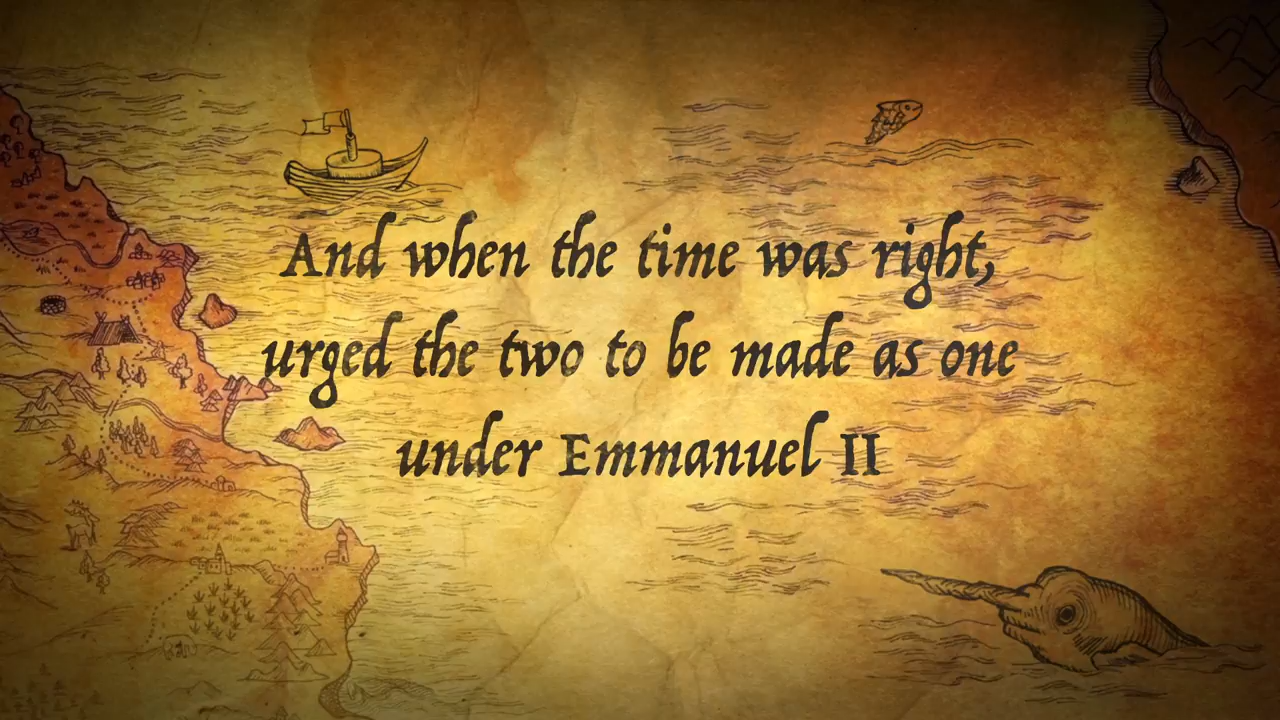 And when the time was right,
urged the two to be made as one
under Emmanuel II